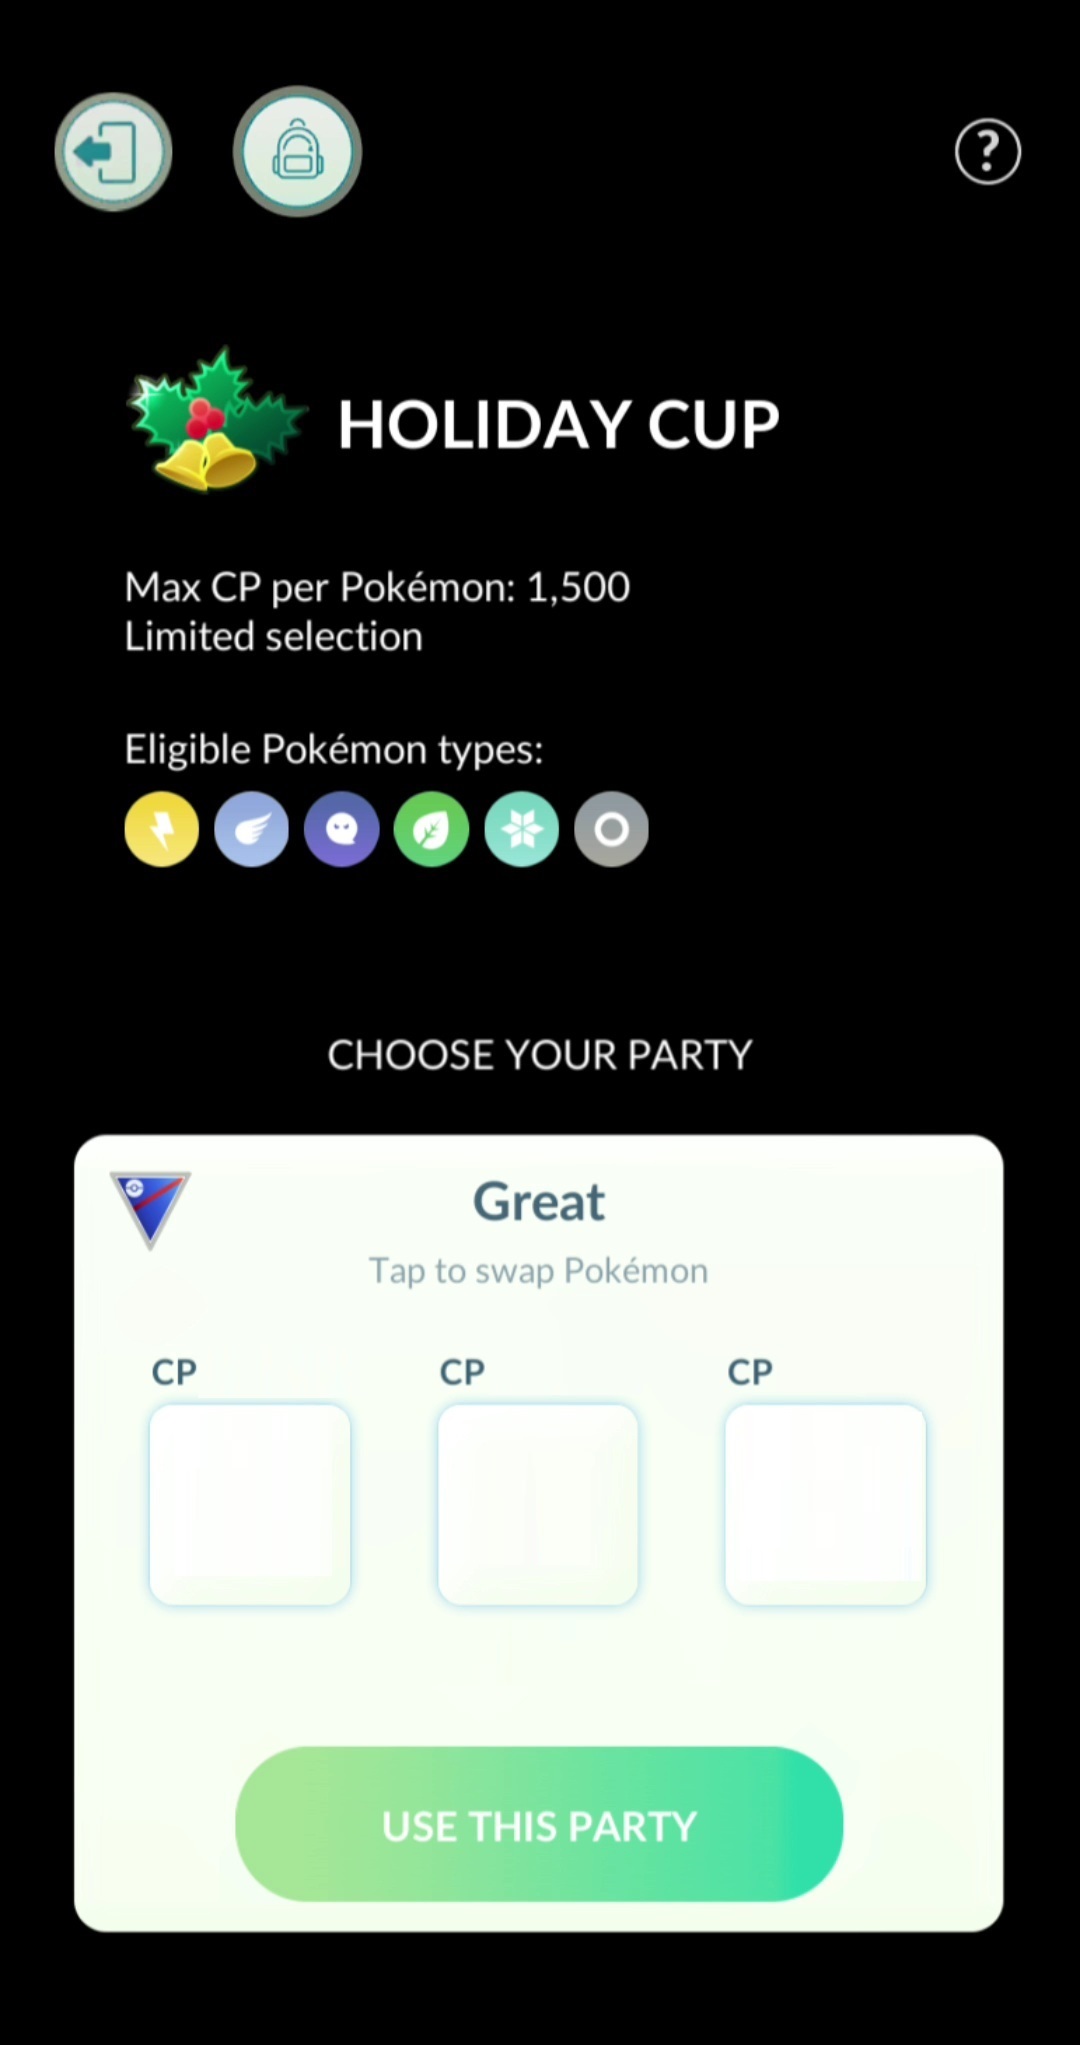 ?
HOLIDAY CUP
Max CP per Pokémon: 1,500
Limited selection
Eligible Pokémon types:
CHOOSE YOUR PARTY
Great
Tap to swap Pokémon
CP CP CP
USE THIS PARTY